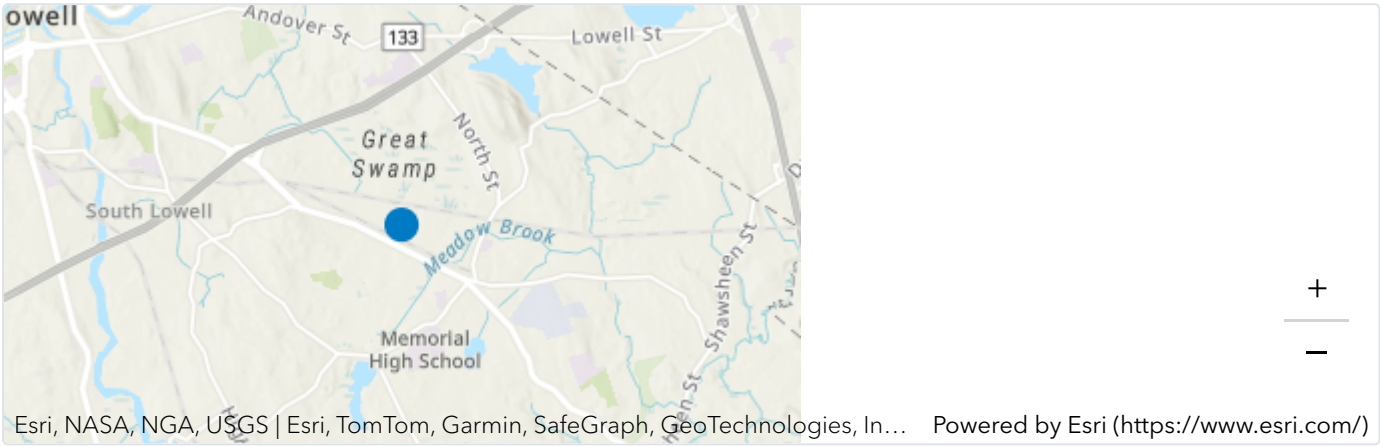 owell
Andover St
133
Lowell St
North St
Great
Swamp
South Lowell
Meadow Brook
Shawsheen St
Memorial
High School
Esri, NASA, NGA, USGS | Esri, TomTom, Garmin, SafeGraph, GeoTechnologies, In...
Powered by Esri (https://www.esri.com/)
+
−